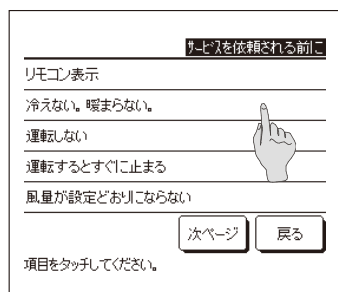 サービスを依頼される前に
リモコン表示
冷えない。暖まらない。
運転しない
運転するとすぐに止まる
風量が設定どおりにならない
次ページ 戻る
項目をタッチしてください。